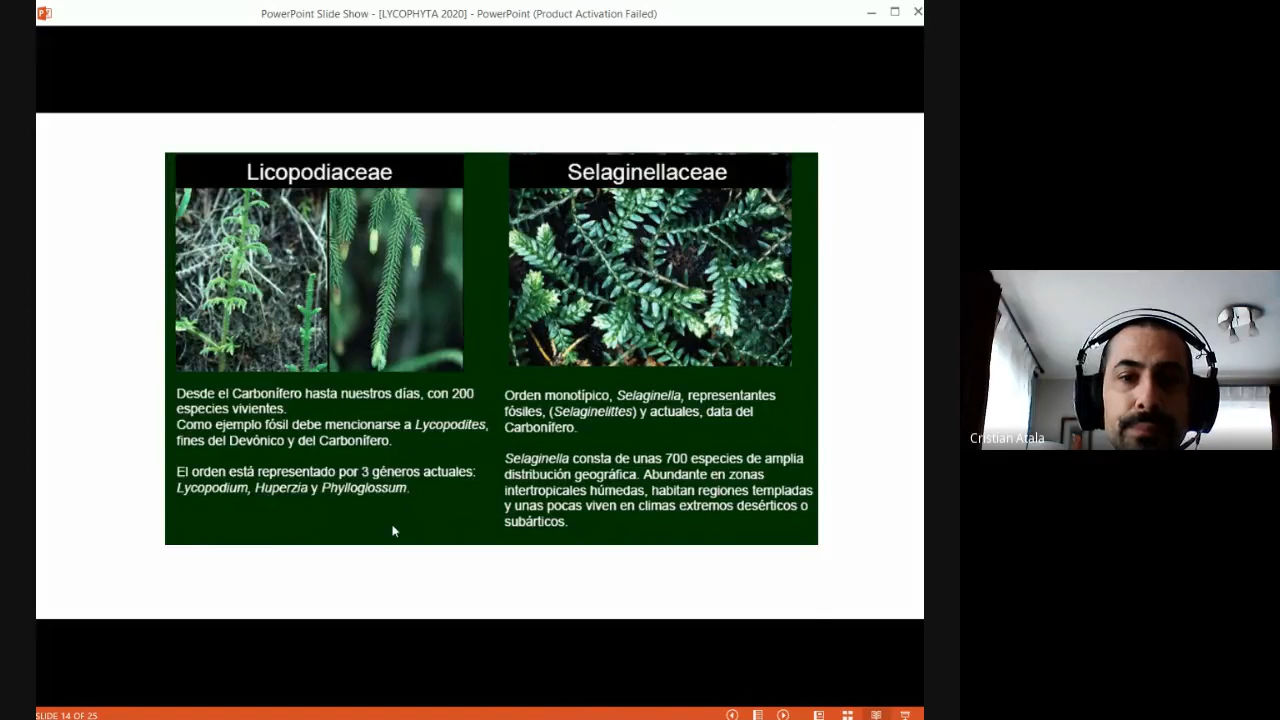 PowerPoint Slide Show - [LYCOPHYTA 2020] - PowerPoint (Product Activation Failed)
Licopodiaceae
Desde el Carbonífero hasta nuestros días, con 200
especies vivientes.
Como ejemplo fósil debe mencionarse a Lycopodites,
fines del Devónico y del Carbonífero.
El orden está representado por 3 géneros actuales:
Lycopodium, Huperzia y Phylloglossum.
Selaginellaceae
Orden monotípico, Selaginella, representantes
fósiles, (Selaginelittes) y actuales, data del
Carbonífero.
Selaginella consta de unas 700 especies de amplia
distribución geográfica. Abundante en zonas
intertropicales húmedas, habitan regiones templadas
y unas pocas viven en climas extremos desérticos o
subárticos.
Cristian Atala
SLIDE 14 OF 25